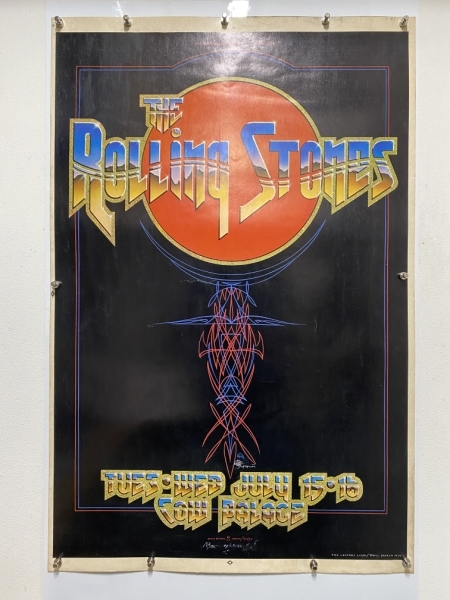 THE
ROLLING STONES
TUES•WED JULY 15•16
COW PALACE